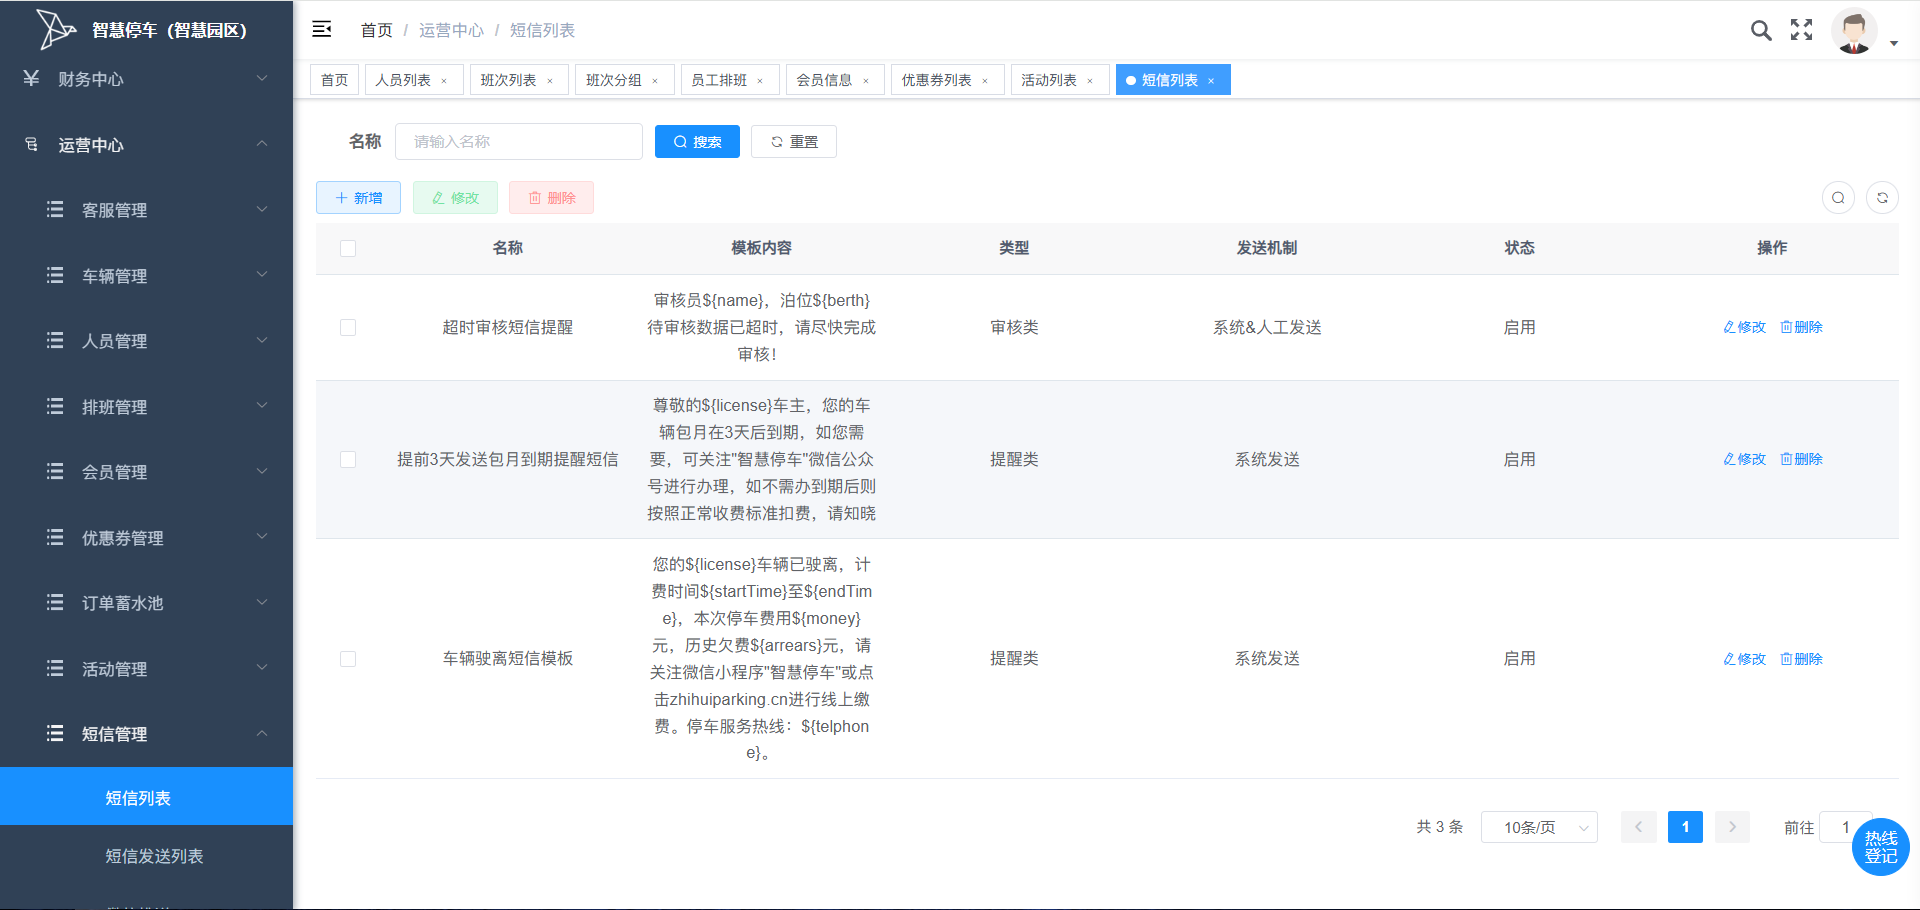 智慧停车（智慧园区）
首页 / 运营中心 / 短信列表
财务中心
运营中心
客服管理
车辆管理
人员管理
排班管理
会员管理
优惠券管理
订单蓄水池
活动管理
短信管理
短信列表
短信发送列表
首页 人员列表 × 班次列表 × 班次分组 × 员工排班 × 会员信息 × 优惠券列表 × 活动列表 × 短信列表 ×
名称 请输入名称 搜索 重置
新增 修改 删除
名称 模板内容 类型 发送机制 状态 操作
审核员${name}，泊位${berth}
超时审核短信提醒 待审核数据已超时，请尽快完成 审核类 系统&人工发送 启用 修改 删除
审核！
尊敬的${license}车主，您的车
辆包月在3天后到期，如您需
提前3天发送包月到期提醒短信 要，可关注"智慧停车"微信公众 提醒类 系统发送 启用 修改 删除
号进行办理，如不需办到期后则
按照正常收费标准扣费，请知晓
您的${license}车辆已驶离，计
费时间${startTime}至${endTim
e}，本次停车费用${money}
元，历史欠费${arrears}元，请
车辆驶离短信模板 提醒类 系统发送 启用 修改 删除
关注微信小程序"智慧停车"或点
击zhihuiparking.cn进行线上缴
费。停车服务热线：${telphon
e}。
共 3 条 10条/页 1 前往 1
热线
登记